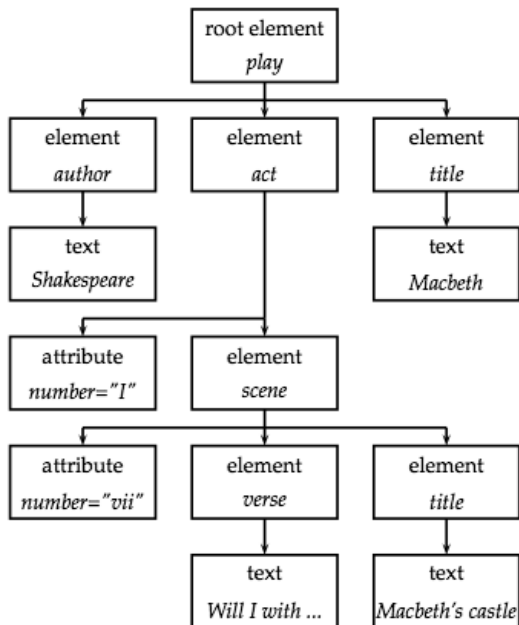 root element
play
element
author
element
act
element
title
text
Shakespeare
text
Macbeth
attribute
number="I"
element
scene
attribute
number="vii"
element
verse
element
title
text
Will I with ...
text
Macbeth's castle